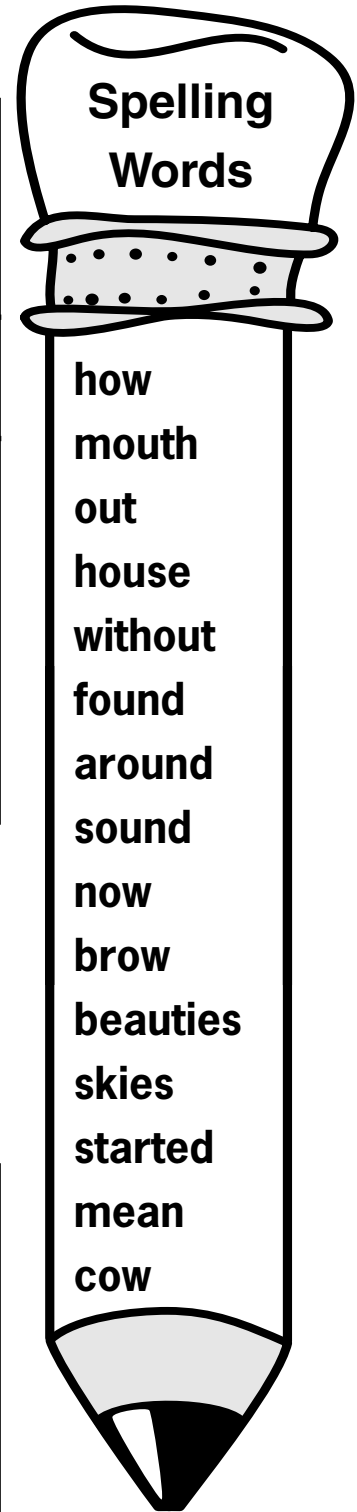 Spelling
Words
how
mouth
out
house
without
found
around
sound
now
brow
beauties
skies
started
mean
cow